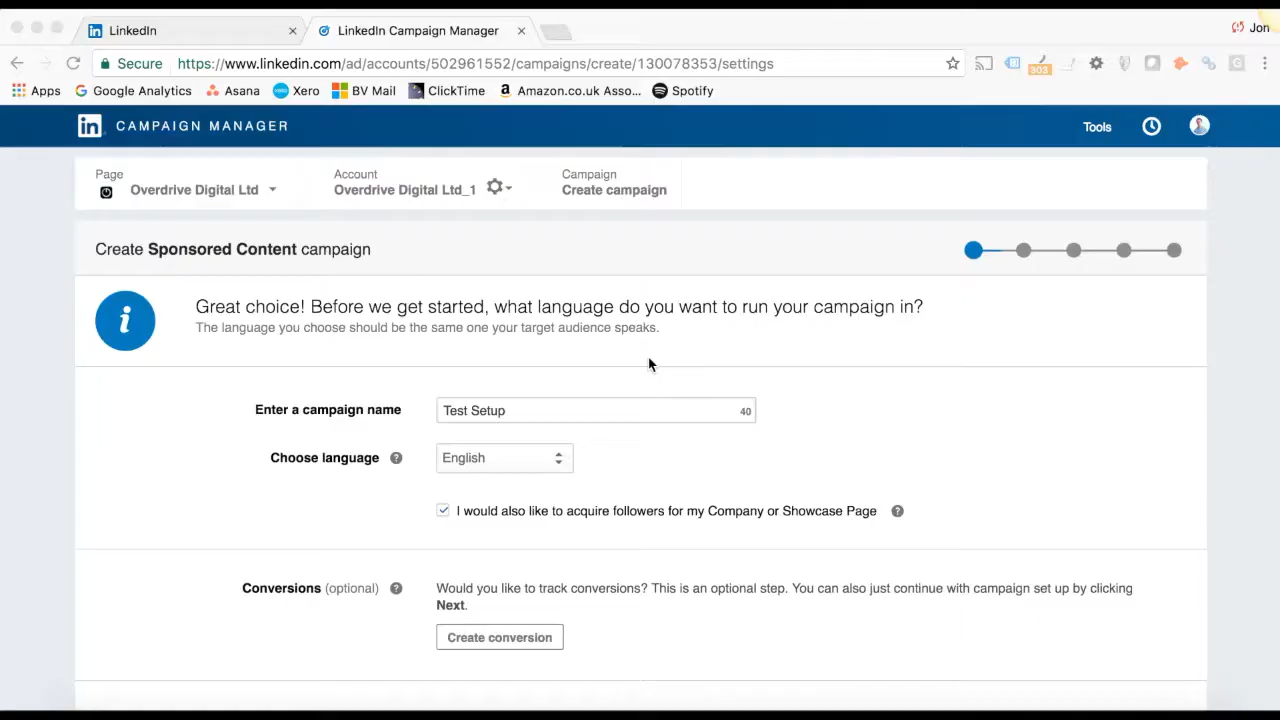 LinkedIn
LinkedIn Campaign Manager
Jon
Secure https://www.linkedin.com/ad/accounts/502961552/campaigns/create/130078353/settings
303
Apps Google Analytics Asana Xero BV Mail ClickTime Amazon.co.uk Asso... Spotify
in CAMPAIGN MANAGER
Tools
Page Account Campaign
Overdrive Digital Ltd Overdrive Digital Ltd_1 Create campaign
Create Sponsored Content campaign
Great choice! Before we get started, what language do you want to run your campaign in?
The language you choose should be the same one your target audience speaks.
Enter a campaign name Test Setup 40
Choose language ? English
I would also like to acquire followers for my Company or Showcase Page ?
Conversions (optional) ? Would you like to track conversions? This is an optional step. You can also just continue with campaign set up by clicking
Next.
Create conversion